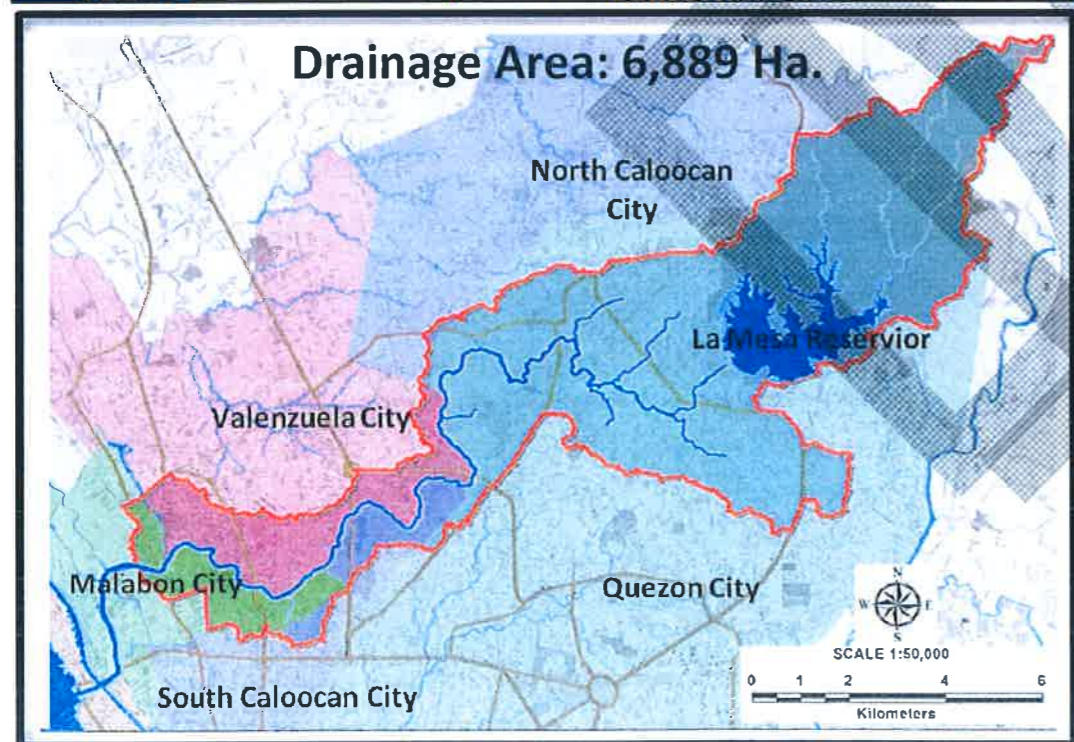 Drainage Area: 6,889 Ha.
North Caloocan
City
La Mesa Reservior
Valenzuela City
Malabon City
Quezon City
South Caloocan City
N
W E
S
SCALE 1:50,000
0 1 2 4 6
Kilometers